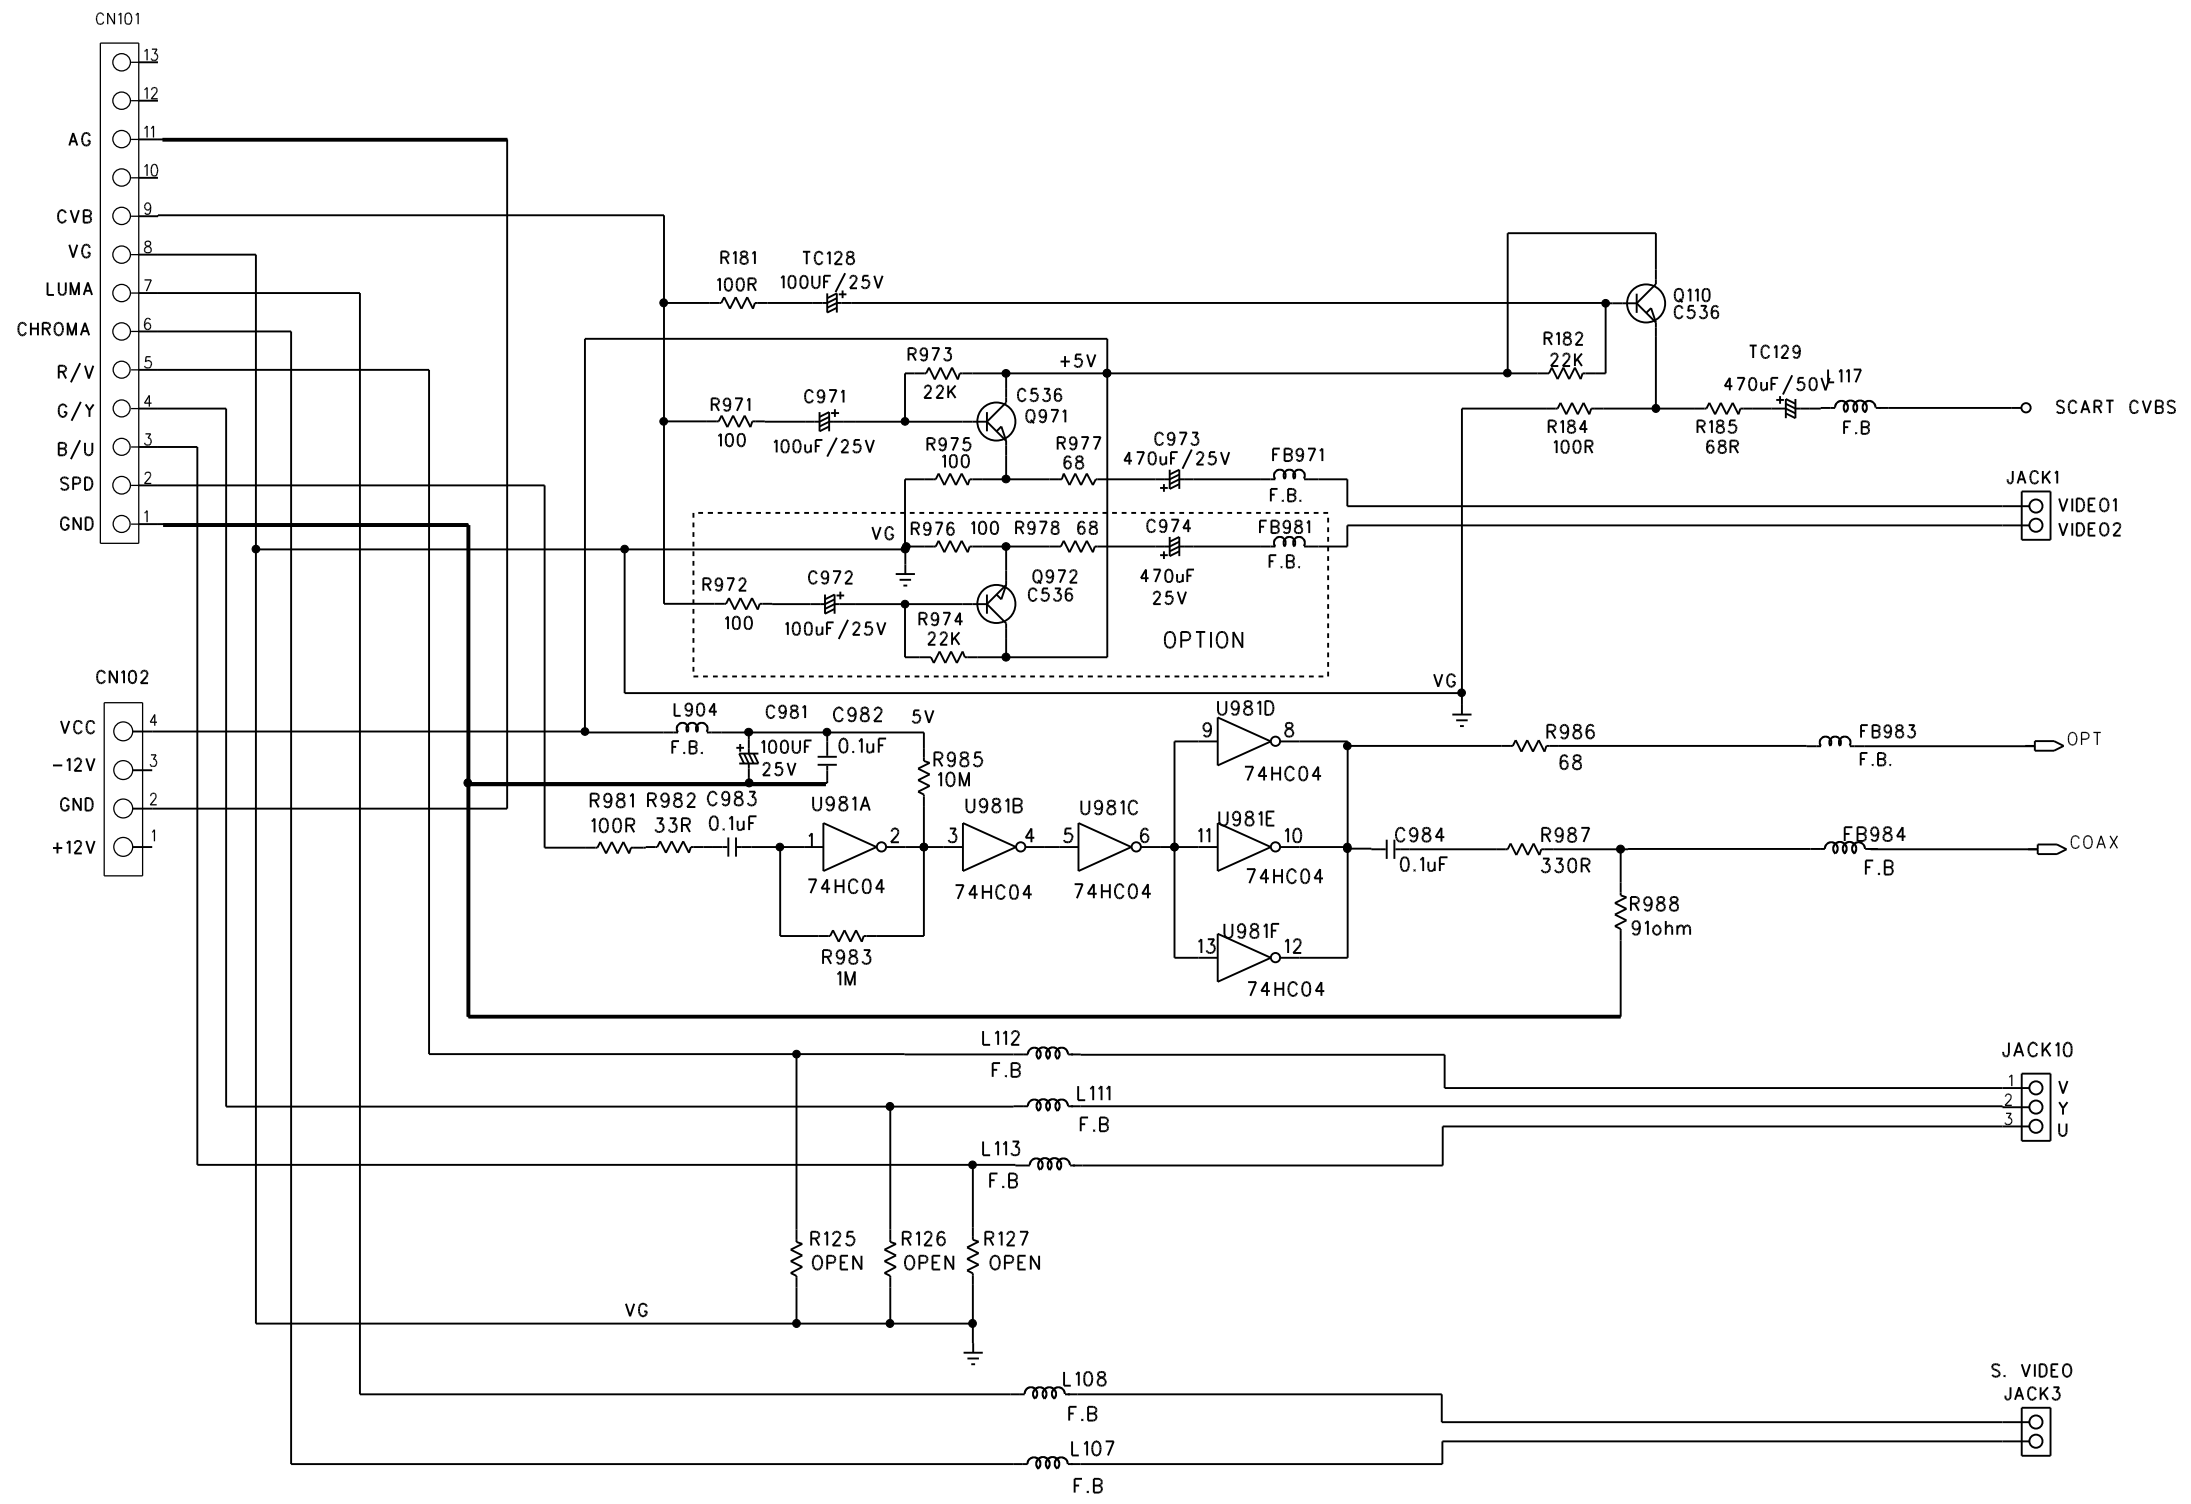 CN101
13
12
AG 11
10
CVB 9
VG 8
LUMA 7
CHROMA 6
R/V 5
G/Y 4
B/U 3
SPD 2
GND 1
R181
100R
TC128
100UF/25V
+
Q110
C536
R182
22K
TC129
470uF/50V
+
L117
F.B
SCART CVBS
R184
100R
R185
68R
+5V
R973
22K
C536
Q971
R971
100
C971
+
100uF/25V
R975
100
R977
68
C973
470uF/25V
+
FB971
F.B.
JACK1
VIDEO1
VIDEO2
VG
R976 100
R978 68
C974
+
470uF
25V
FB981
F.B.
R972
100
C972
+
100uF/25V
Q972
C536
R974
22K
OPTION
VG
CN102
VCC 4
-12V 3
GND 2
+12V 1
L904
F.B.
C981
+
100UF
25V
C982
0.1uF
5V
R985
10M
R981
100R
R982
33R
C983
0.1uF
U981A
1 2
74HC04
R983
1M
U981B
3 4
74HC04
U981C
5 6
74HC04
U981D
9 8
74HC04
U981E
11 10
74HC04
U981F
13 12
74HC04
R986
68
FB983
F.B.
OPT
C984
0.1uF
R987
330R
FB984
F.B
COAX
R988
91ohm
L112
F.B
L111
F.B
L113
F.B
JACK10
1 V
2 Y
3 U
R125
OPEN
R126
OPEN
R127
OPEN
VG
L108
F.B
L107
F.B
S. VIDEO
JACK3